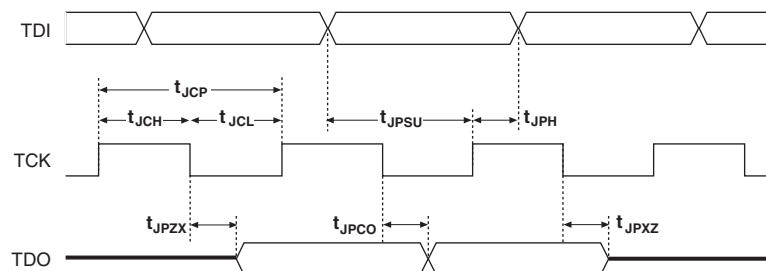 TDI
tJCP
tJCH tJCL tJPSU tJPH
TCK
tJPZX tJPCO tJPXZ
TDO